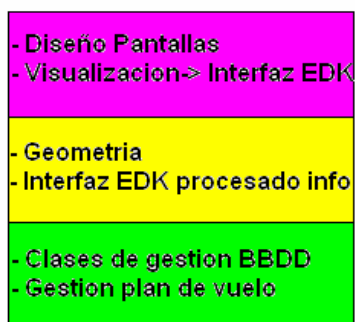 - Diseño Pantallas
- Visualizacion-> Interfaz EDK
- Geometria
- Interfaz EDK procesado info
- Clases de gestion BBDD
- Gestion plan de vuelo